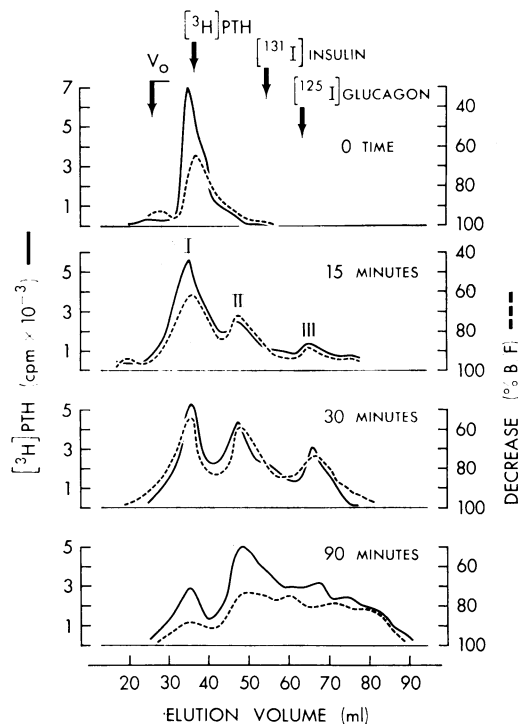 [³H]PTH
[¹³¹I]INSULIN
Vo
[¹²⁵I]GLUCAGON
7
5
3
1
40
60
80
100
0 TIME
I
II
III
5
3
1
40
60
80
100
15 MINUTES
5
3
1
60
80
100
30 MINUTES
5
3
1
60
80
100
90 MINUTES
20 30 40 50 60 70 80 90
ELUTION VOLUME (ml)
[³H]PTH (cpm × 10⁻³)
DECREASE (% B/F)